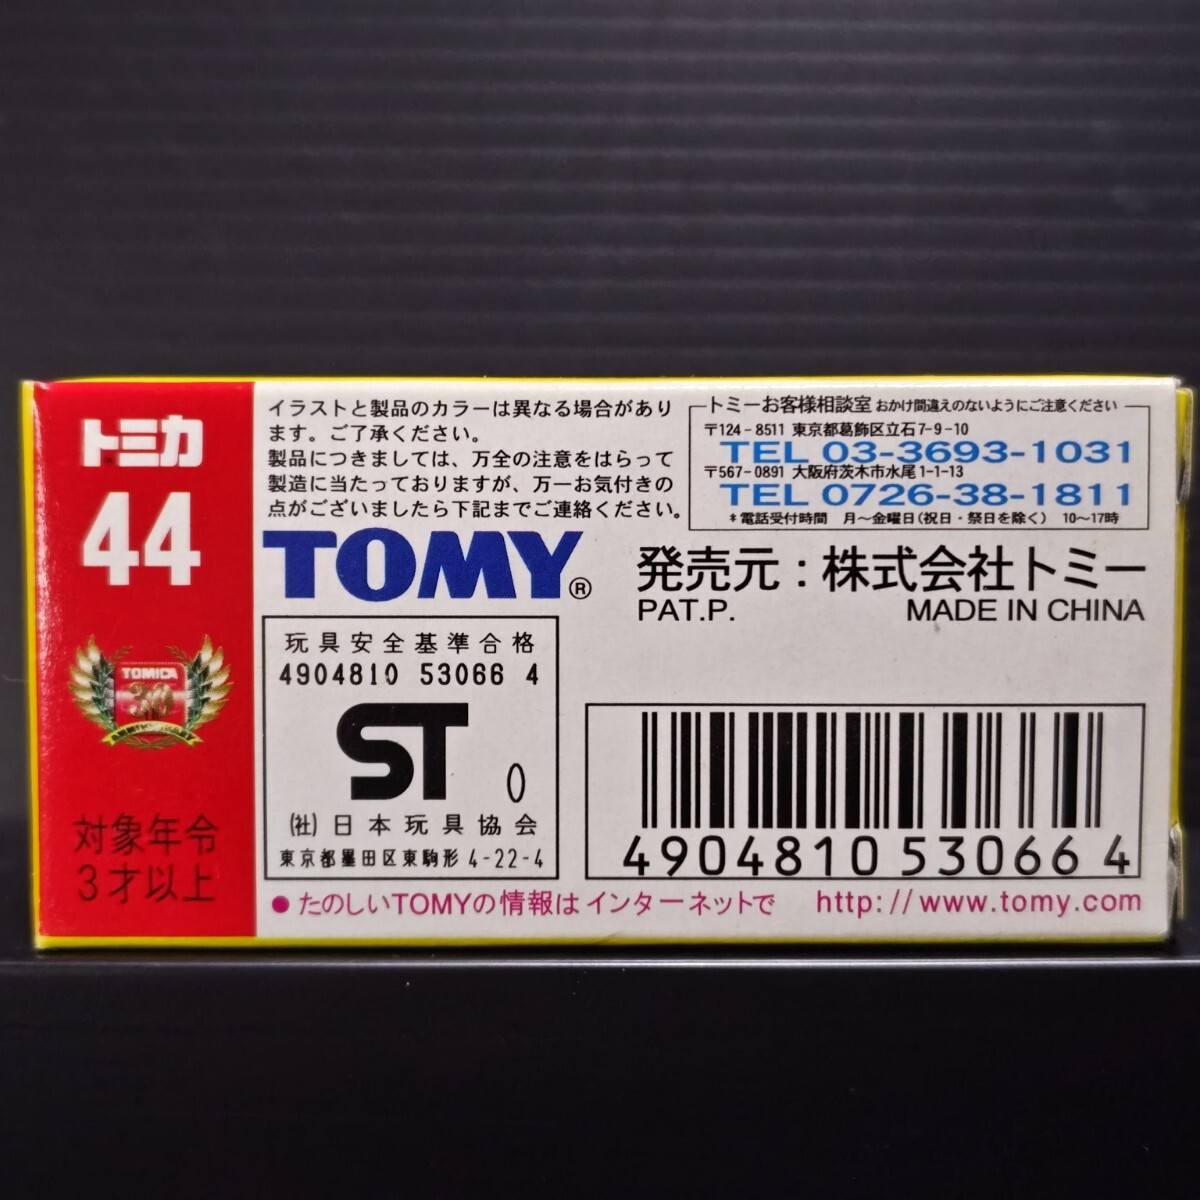 トミカ
44
TOMICA
30
対象年令
3才以上
イラストと製品のカラーは異なる場合があり
ます。ご了承ください。
製品につきましては、万全の注意をはらって
製造に当たっておりますが、万一お気付きの
点がございましたら下記までご連絡ください。
トミーお客様相談室 おかけ間違えのないようにご注意ください
〒124-8511 東京都葛飾区立石7-9-10
TEL 03-3693-1031
〒567-0891 大阪府茨木市水尾1-1-13
TEL 0726-38-1811
*電話受付時間 月～金曜日(祝日・祭日を除く) 10～17時
TOMY®
発売元:株式会社トミー
PAT.P. MADE IN CHINA
玩具安全基準合格
4904810 53066 4
ST 0
(社)日本玩具協会
東京都墨田区東駒形 4-22-4
4904810 53066 4
●たのしいTOMYの情報はインターネットで http://www.tomy.com